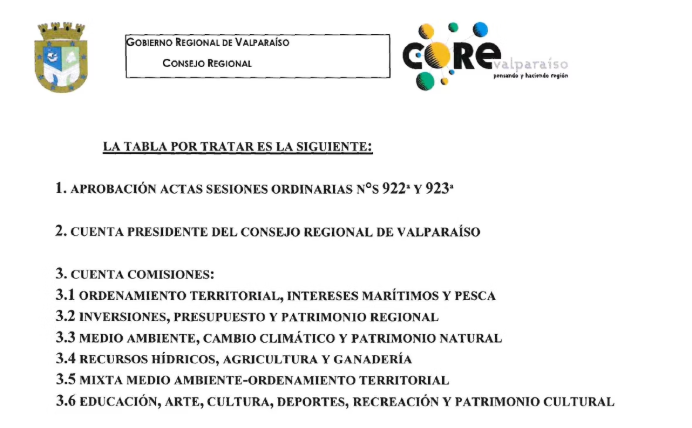 GOBIERNO REGIONAL DE VALPARAÍSO
CONSEJO REGIONAL
CORE
valparaíso
pensando y haciendo región
LA TABLA POR TRATAR ES LA SIGUIENTE:
1. APROBACIÓN ACTAS SESIONES ORDINARIAS N°S 922ª Y 923ª
2. CUENTA PRESIDENTE DEL CONSEJO REGIONAL DE VALPARAÍSO
3. CUENTA COMISIONES:
3.1 ORDENAMIENTO TERRITORIAL, INTERESES MARÍTIMOS Y PESCA
3.2 INVERSIONES, PRESUPUESTO Y PATRIMONIO REGIONAL
3.3 MEDIO AMBIENTE, CAMBIO CLIMÁTICO Y PATRIMONIO NATURAL
3.4 RECURSOS HÍDRICOS, AGRICULTURA Y GANADERÍA
3.5 MIXTA MEDIO AMBIENTE-ORDENAMIENTO TERRITORIAL
3.6 EDUCACIÓN, ARTE, CULTURA, DEPORTES, RECREACIÓN Y PATRIMONIO CULTURAL